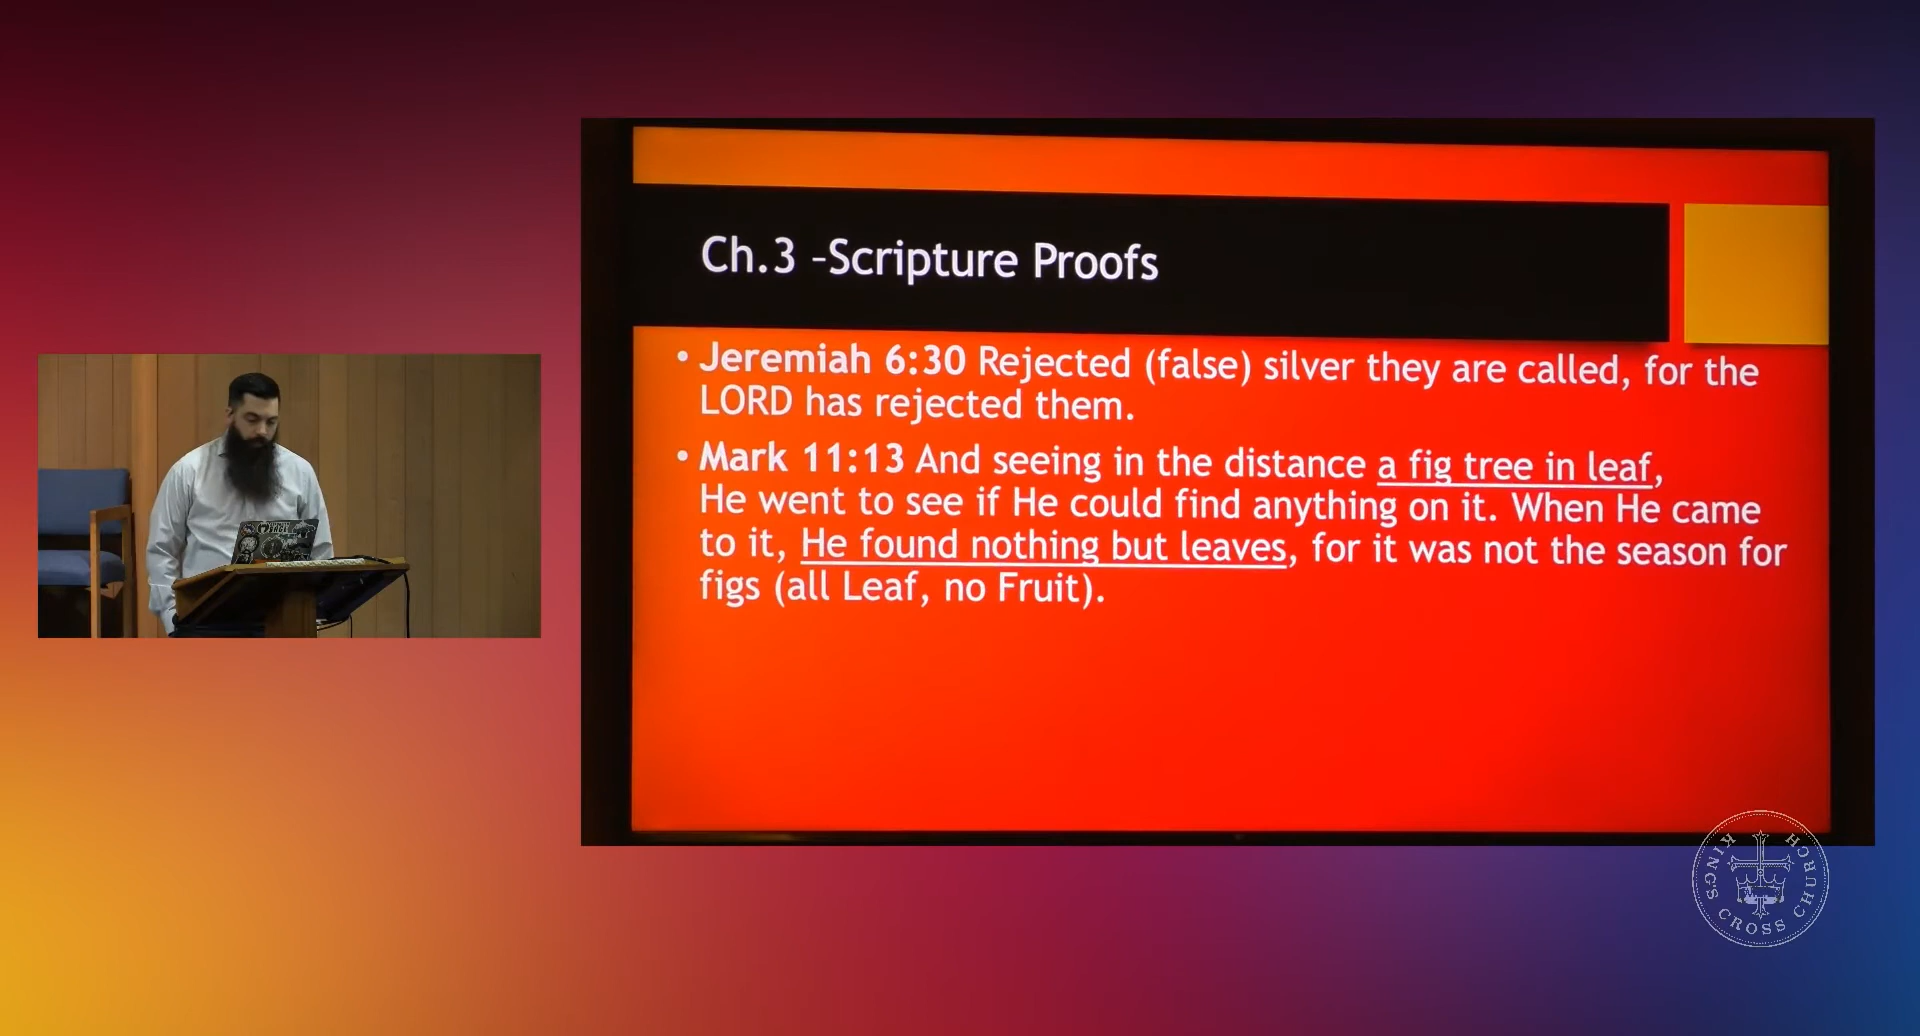 Ch.3 -Scripture Proofs
• Jeremiah 6:30 Rejected (false) silver they are called, for the
LORD has rejected them.
• Mark 11:13 And seeing in the distance a fig tree in leaf,
He went to see if He could find anything on it. When He came
to it, He found nothing but leaves, for it was not the season for
figs (all Leaf, no Fruit).
KING'S CROSS CHURCH